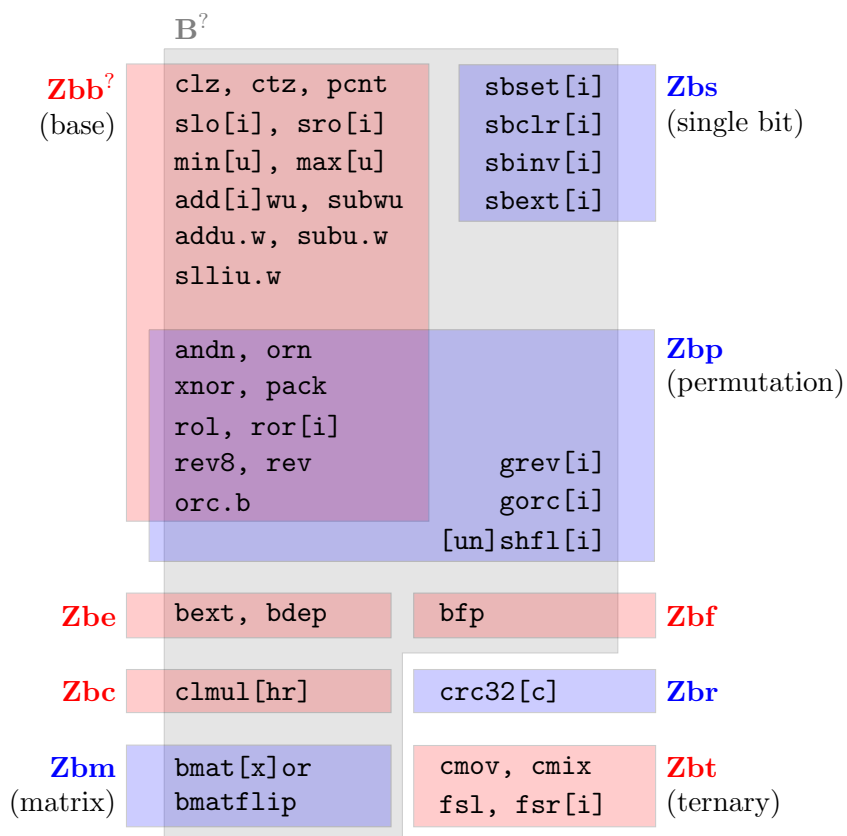 B?
Zbb?
(base)
clz, ctz, pcnt
slo[i], sro[i]
min[u], max[u]
add[i]wu, subwu
addu.w, subu.w
slliu.w
sbset[i]
sbclr[i]
sbinv[i]
sbext[i]
Zbs
(single bit)
andn, orn
xnor, pack
rol, ror[i]
rev8, rev
orc.b
grev[i]
gorc[i]
[un]shfl[i]
Zbp
(permutation)
Zbe
bext, bdep
bfp
Zbf
Zbc
clmul[hr]
crc32[c]
Zbr
Zbm
(matrix)
bmat[x]or
bmatflip
cmov, cmix
fsl, fsr[i]
Zbt
(ternary)